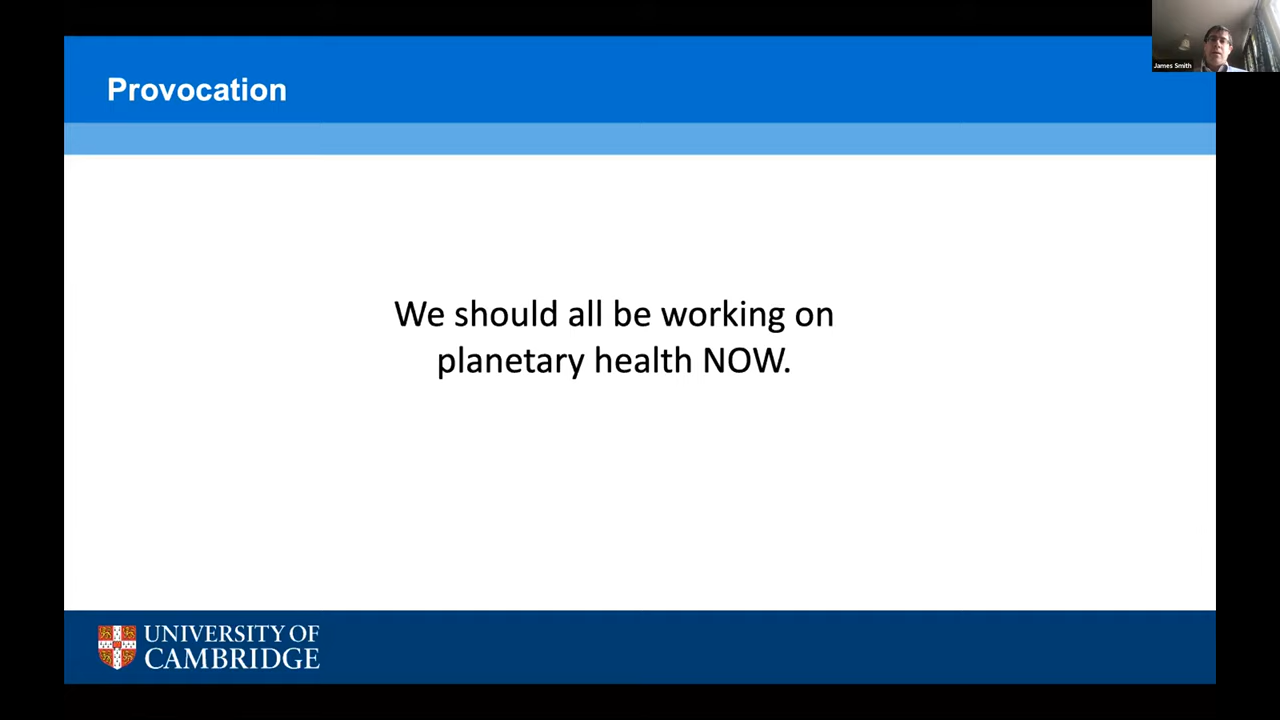 Provocation
James Smith
We should all be working on
planetary health NOW.
UNIVERSITY OF
CAMBRIDGE